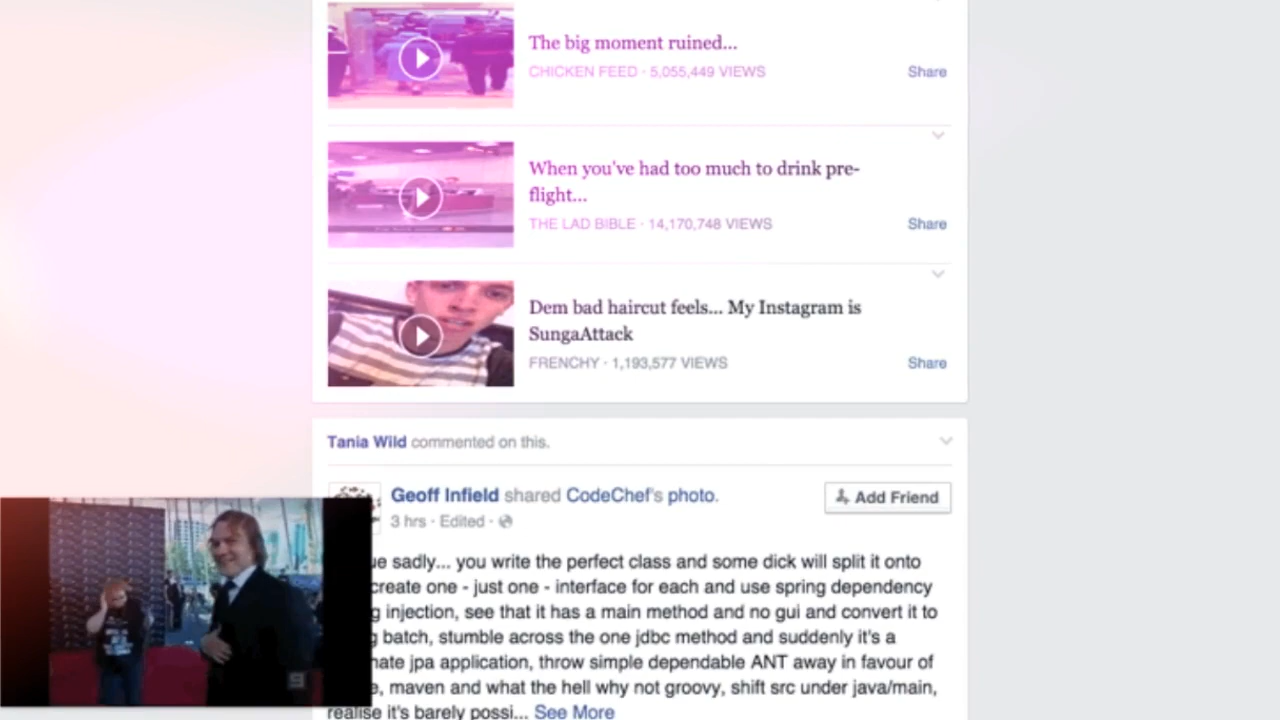 The big moment ruined...
CHICKEN FEED · 5,055,449 VIEWS
Share
When you've had too much to drink pre-
flight...
THE LAD BIBLE · 14,170,748 VIEWS
Share
Dem bad haircut feels... My Instagram is
SungaAttack
FRENCHY · 1,193,577 VIEWS
Share
Tania Wild commented on this.
Geoff Infield shared CodeChef's photo.
Add Friend
3 hrs · Edited ·
sadly... you write the perfect class and some dick will split it onto
create one - just one - interface for each and use spring dependency
injection, see that it has a main method and no gui and convert it to
batch, stumble across the one jdbc method and suddenly it's a
jpa application, throw simple dependable ANT away in favour of
maven and what the hell why not groovy, shift src under java/main,
realise it's barely possi... See More
9